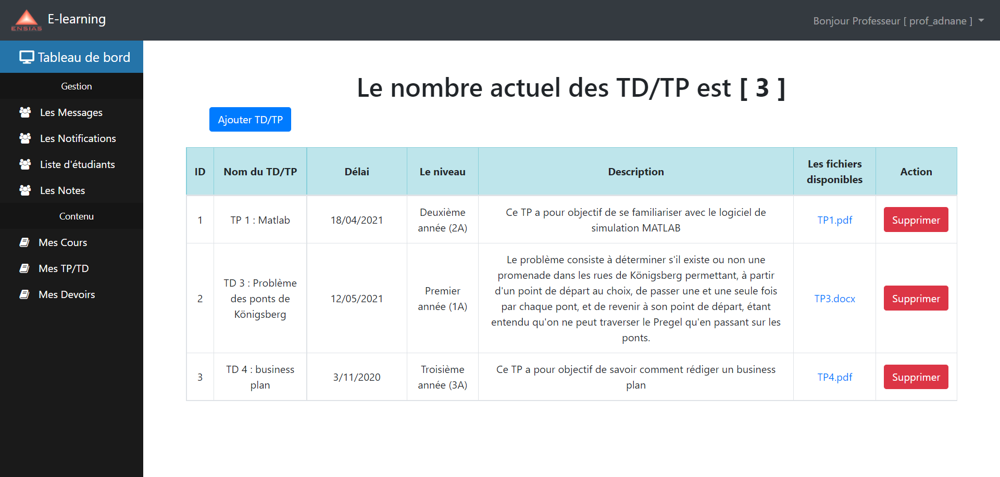 ENSIAS
E-learning
Bonjour Professeur [ prof_adnane ]
Tableau de bord
Gestion
Les Messages
Les Notifications
Liste d'étudiants
Les Notes
Contenu
Mes Cours
Mes TP/TD
Mes Devoirs
Le nombre actuel des TD/TP est [ 3 ]
Ajouter TD/TP
ID
Nom du TD/TP
Délai
Le niveau
Description
Les fichiers
disponibles
Action
1
TP 1 : Matlab
18/04/2021
Deuxième
année (2A)
Ce TP a pour objectif de se familiariser avec le logiciel de
simulation MATLAB
TP1.pdf
Supprimer
2
TD 3 : Problème
des ponts de
Königsberg
12/05/2021
Premier
année (1A)
Le problème consiste à déterminer s'il existe ou non une
promenade dans les rues de Königsberg permettant, à partir
d'un point de départ au choix, de passer une et une seule fois
par chaque pont, et de revenir à son point de départ, étant
entendu qu'on ne peut traverser le Pregel qu'en passant sur les
ponts.
TP3.docx
Supprimer
3
TD 4 : business
plan
3/11/2020
Troisième
année (3A)
Ce TP a pour objectif de savoir comment rédiger un business
plan
TP4.pdf
Supprimer